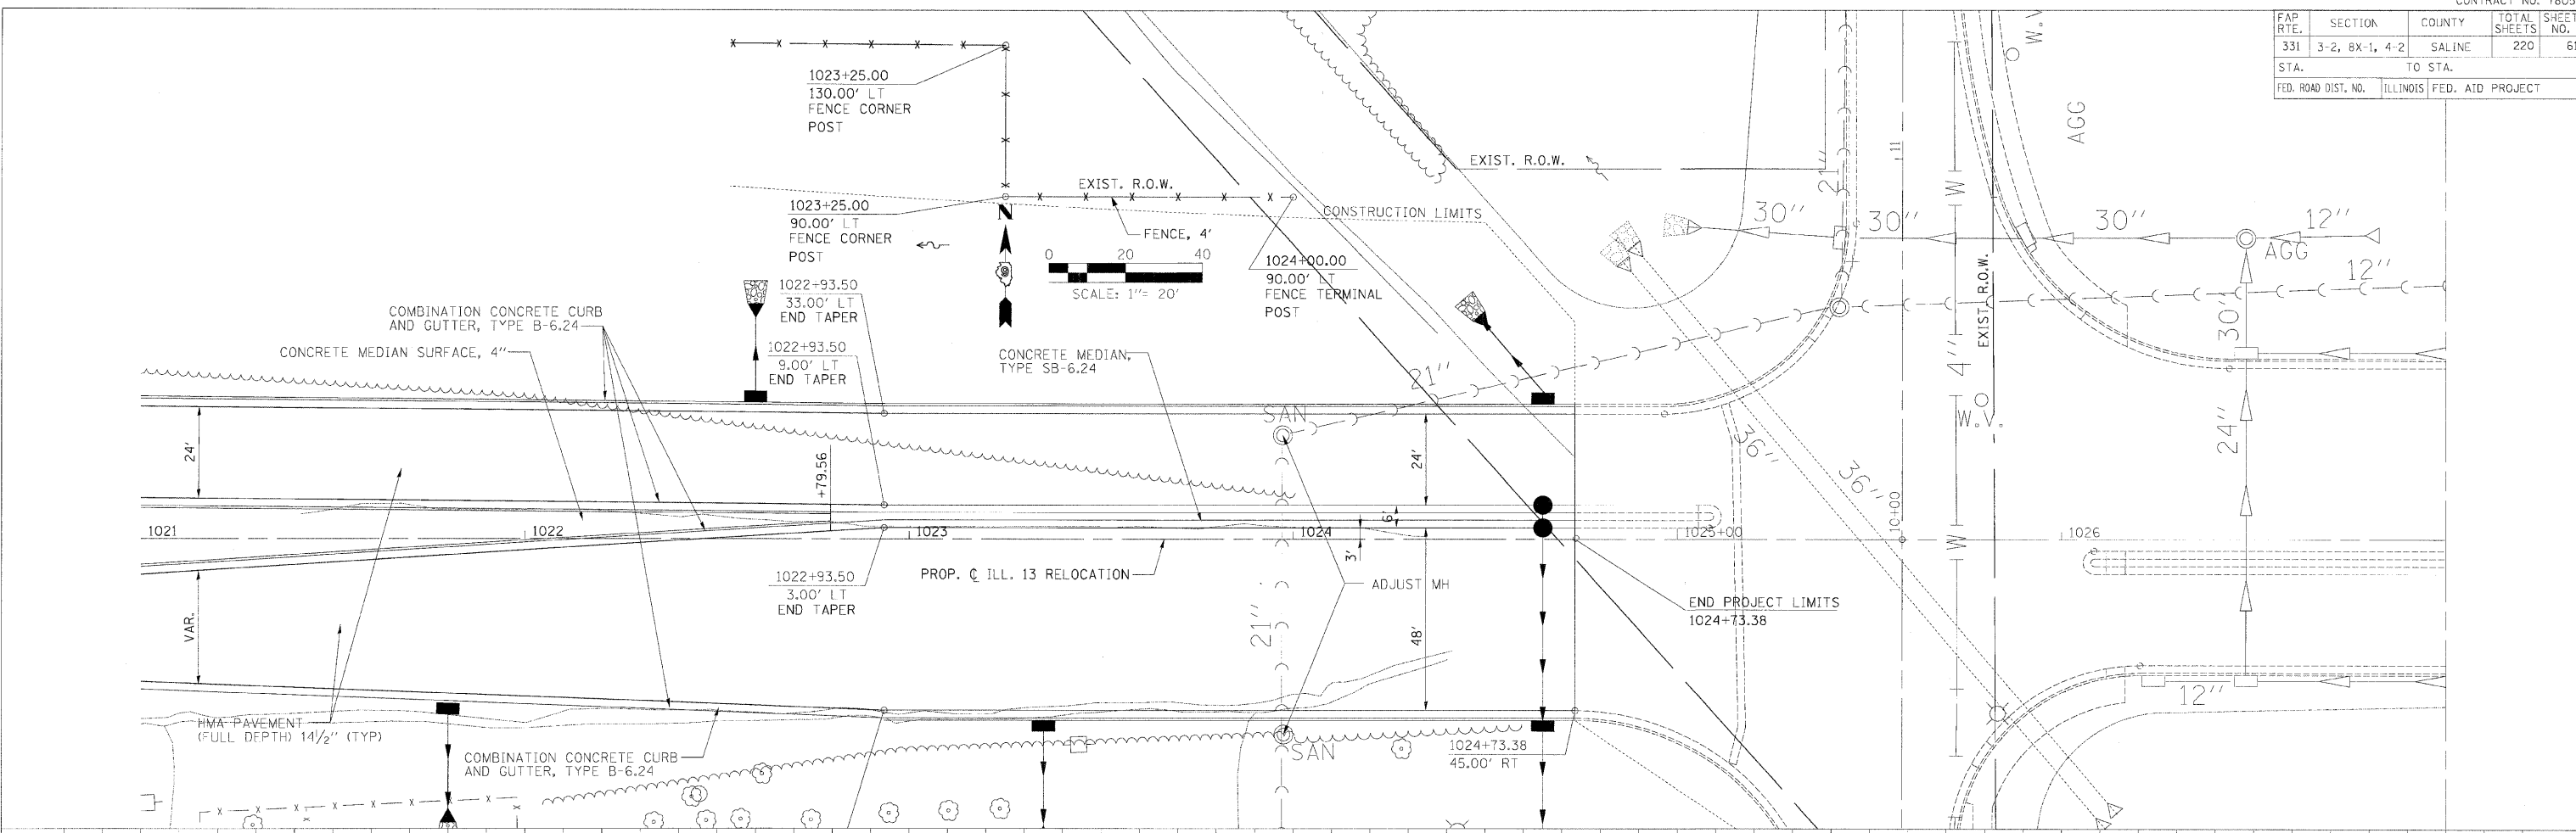 CONTRACT NO. 7805
FAP RTE.
SECTION
COUNTY
TOTAL SHEETS
SHEET NO.
331
3-2, 8X-1, 4-2
SALINE
220
61
STA.
TO STA.
FED. ROAD DIST. NO.
ILLINOIS
FED. AID PROJECT
1023+25.00
130.00' LT
FENCE CORNER
POST
1023+25.00
90.00' LT
FENCE CORNER
POST
EXIST. R.O.W.
N
FENCE, 4'
0 20 40
SCALE: 1"= 20'
CONSTRUCTION LIMITS
EXIST. R.O.W.
1024+00.00
90.00' LT
FENCE TERMINAL
POST
1022+93.50
33.00' LT
END TAPER
1022+93.50
9.00' LT
END TAPER
COMBINATION CONCRETE CURB
AND GUTTER, TYPE B-6.24
CONCRETE MEDIAN SURFACE, 4"
CONCRETE MEDIAN,
TYPE SB-6.24
24'
VAR.
+79.56
1021
1022
1023
1024
1025+00
1026
10+00
11
1022+93.50
3.00' LT
END TAPER
PROP. ℄ ILL. 13 RELOCATION
ADJUST MH
24'
6'
3'
48'
SAN
SAN
21"
21"
21"
END PROJECT LIMITS
1024+73.38
1024+73.38
45.00' RT
HMA PAVEMENT
(FULL DEPTH) 14½" (TYP)
COMBINATION CONCRETE CURB
AND GUTTER, TYPE B-6.24
30"
30"
30"
12"
AGG
AGG
12"
30"
24"
12"
36"
36"
W
4"
W
EXIST. R.O.W.
W.V.
W.V.